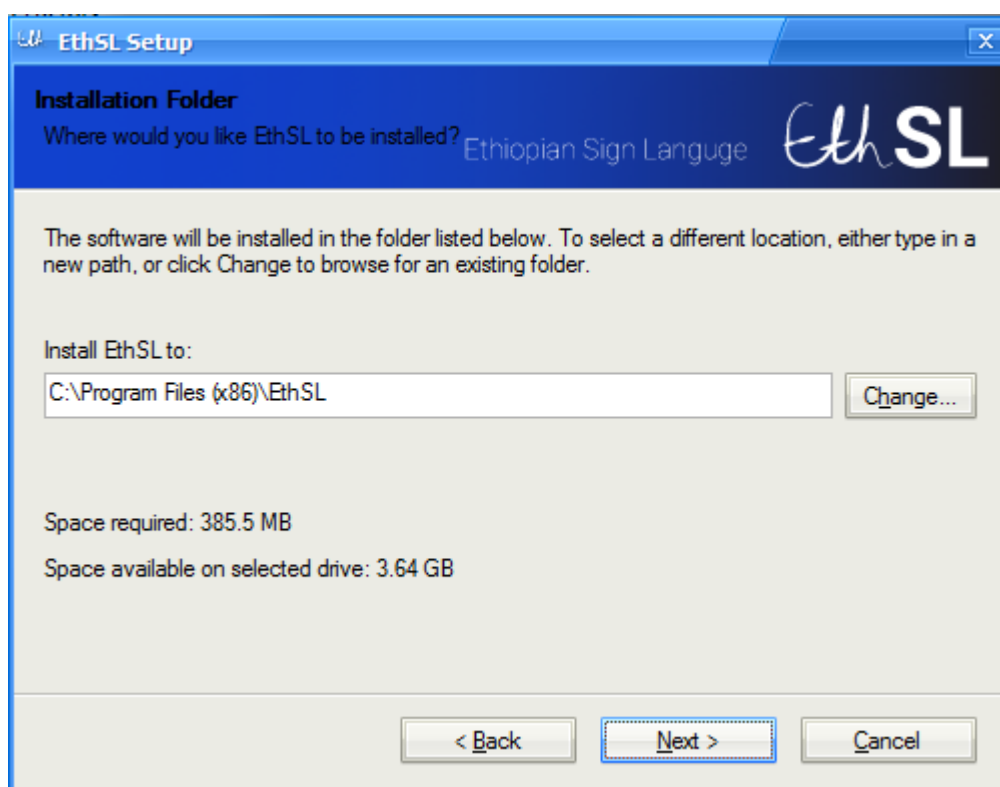 EthSL Setup
Installation Folder
Where would you like EthSL to be installed?
Ethiopian Sign Languge
EthSL
The software will be installed in the folder listed below. To select a different location, either type in a
new path, or click Change to browse for an existing folder.
Install EthSL to:
C:\Program Files (x86)\EthSL
Change...
Space required: 385.5 MB
Space available on selected drive: 3.64 GB
< Back
Next >
Cancel